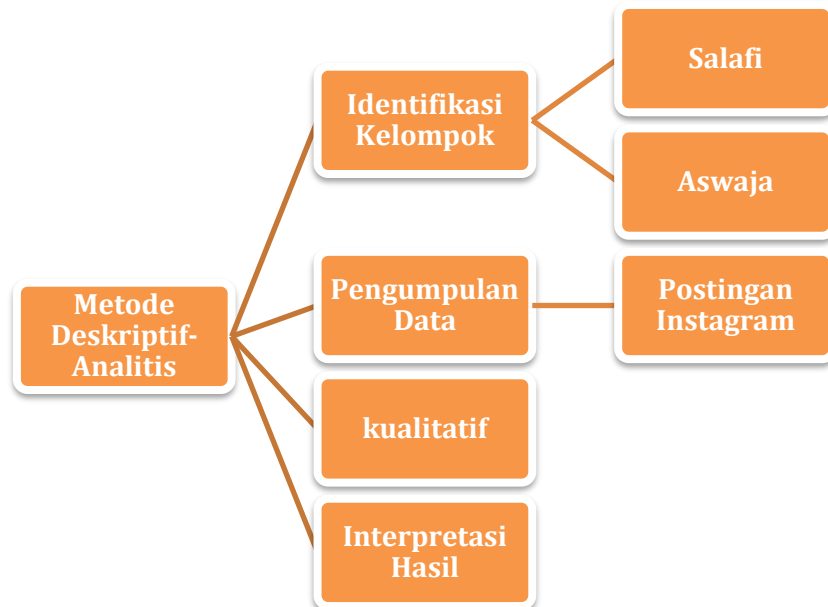 Metode
Deskriptif-
Analitis
Identifikasi
Kelompok
Salafi
Aswaja
Pengumpulan
Data
Postingan
Instagram
kualitatif
Interpretasi
Hasil